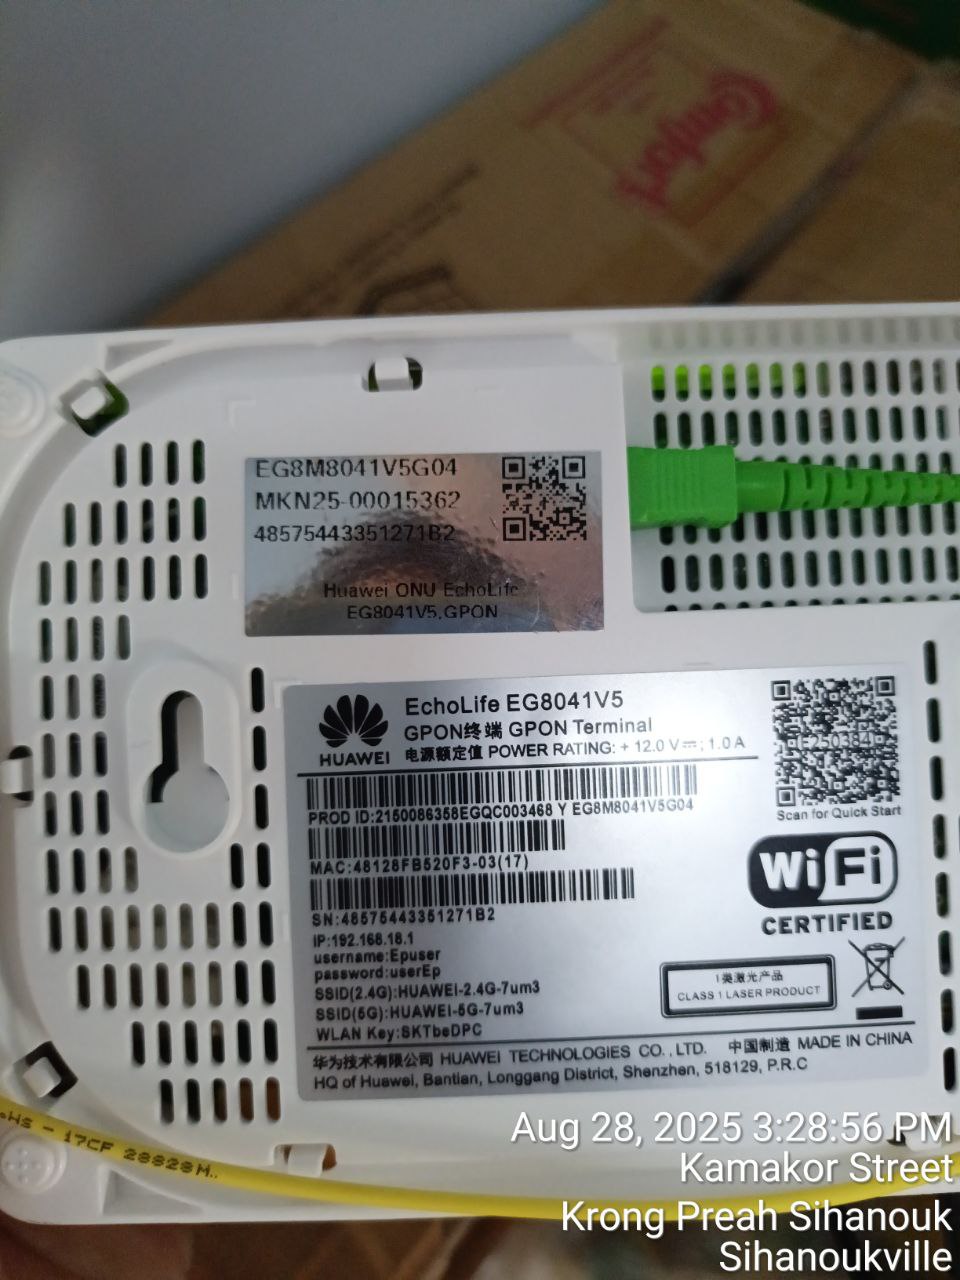 Comfort
EG8M8041V5G04
MKN25-00015362
48575443351271B2
Huawei ONU EchoLife
EG8041V5,GPON
HUAWEI
EchoLife EG8041V5
GPON终端 GPON Terminal
电源额定值 POWER RATING: + 12.0 V⎓; 1.0 A
PROD ID:2150086358EGQC003468 Y EG8M8041V5G04
MAC:48128FB520F3-03(17)
SN:48575443351271B2
IP:192.168.18.1
username:Epuser
password:userEp
SSID(2.4G):HUAWEI-2.4G-7um3
SSID(5G):HUAWEI-5G-7um3
WLAN Key:SKTbeDPC
(E250384)
Scan for Quick Start
WiFi
CERTIFIED
1类激光产品
CLASS 1 LASER PRODUCT
华为技术有限公司 HUAWEI TECHNOLOGIES CO.,LTD. 中国制造 MADE IN CHINA
HQ of Huawei, Bantian, Longgang District, Shenzhen, 518129, P.R.C
- 17CF 20820M
Aug 28, 2025 3:28:56 PM
Kamakor Street
Krong Preah Sihanouk
Sihanoukville